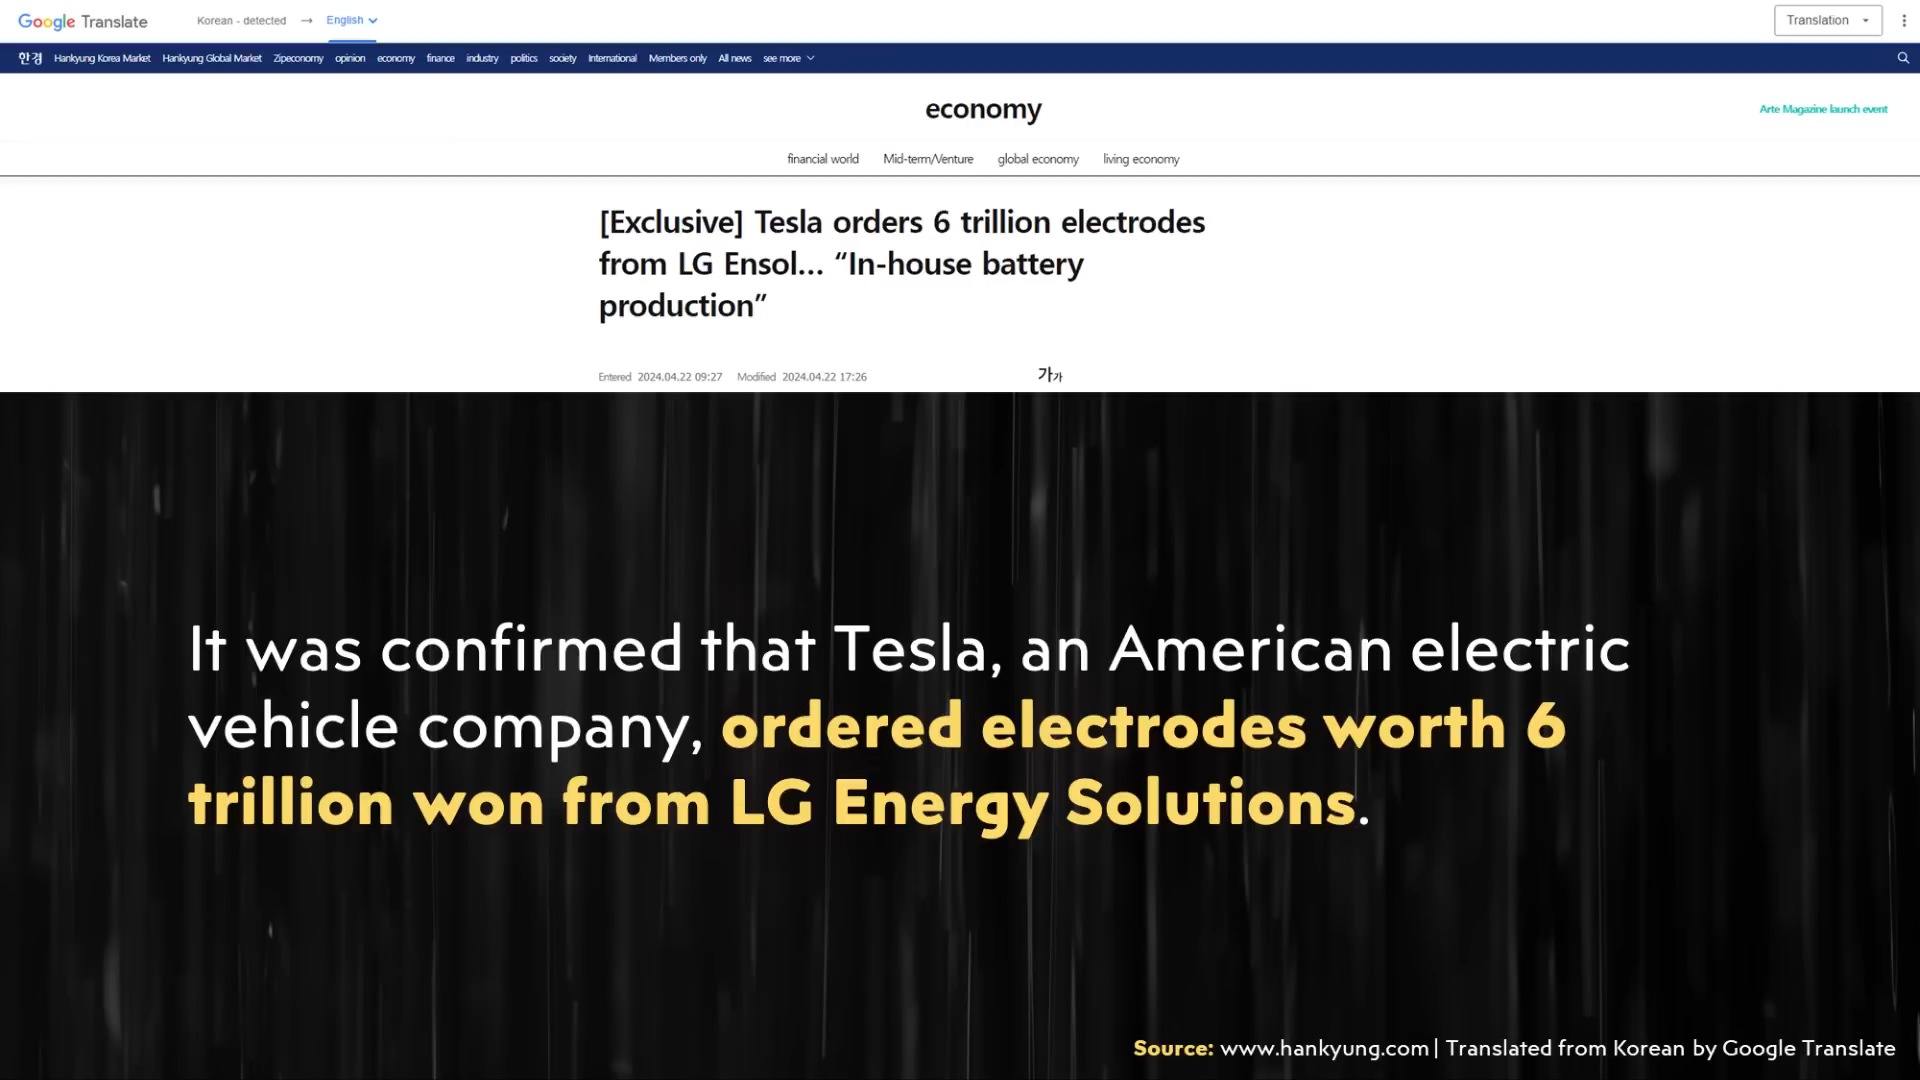 Google Translate
Korean - detected → English
Translation
한경 Hankyung Korea Market Hankyung Global Market Zipeconomy opinion economy finance industry politics society International Members only All news see more
economy
Arte Magazine launch event
financial world Mid-term/Venture global economy living economy
[Exclusive] Tesla orders 6 trillion electrodes
from LG Ensol... “In-house battery
production”
Entered 2024.04.22 09:27 Modified 2024.04.22 17:26
가가
It was confirmed that Tesla, an American electric
vehicle company, ordered electrodes worth 6
trillion won from LG Energy Solutions.
Source: www.hankyung.com | Translated from Korean by Google Translate